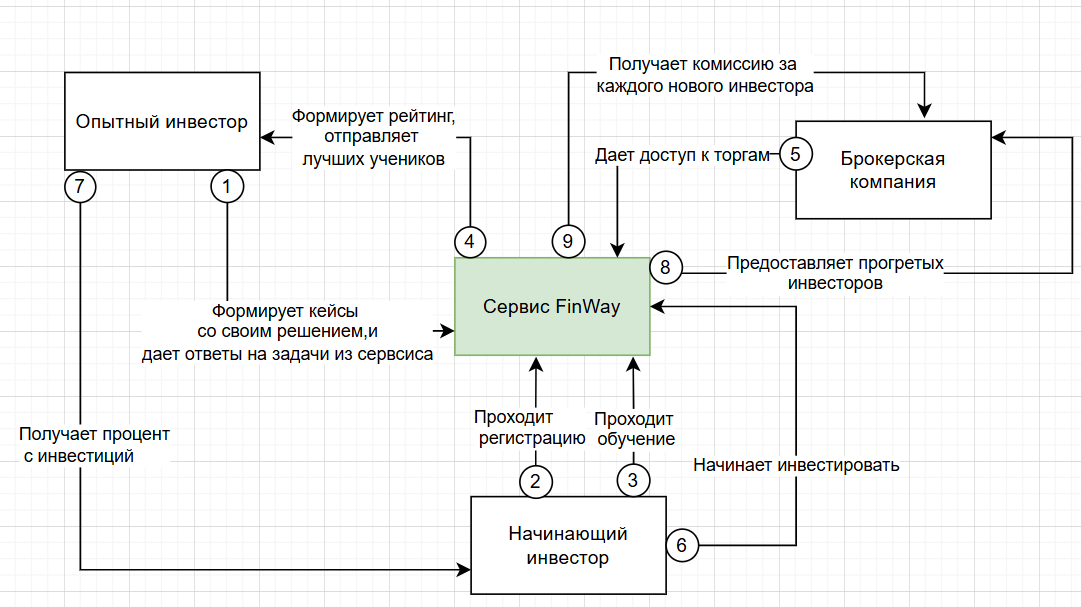 Получает комиссию за
каждого нового инвестора
Опытный инвестор
Формирует рейтинг,
отправляет
лучших учеников
Дает доступ к торгам
5
Брокерская
компания
7
1
4
9
8
Предоставляет прогретых
инвесторов
Сервис FinWay
Формирует кейсы
со своим решением,и
дает ответы на задачи из сервсиса
Получает процент
с инвестиций
Проходит
регистрацию
Проходит
обучение
Начинает инвестировать
2
3
Начинающий
инвестор
6